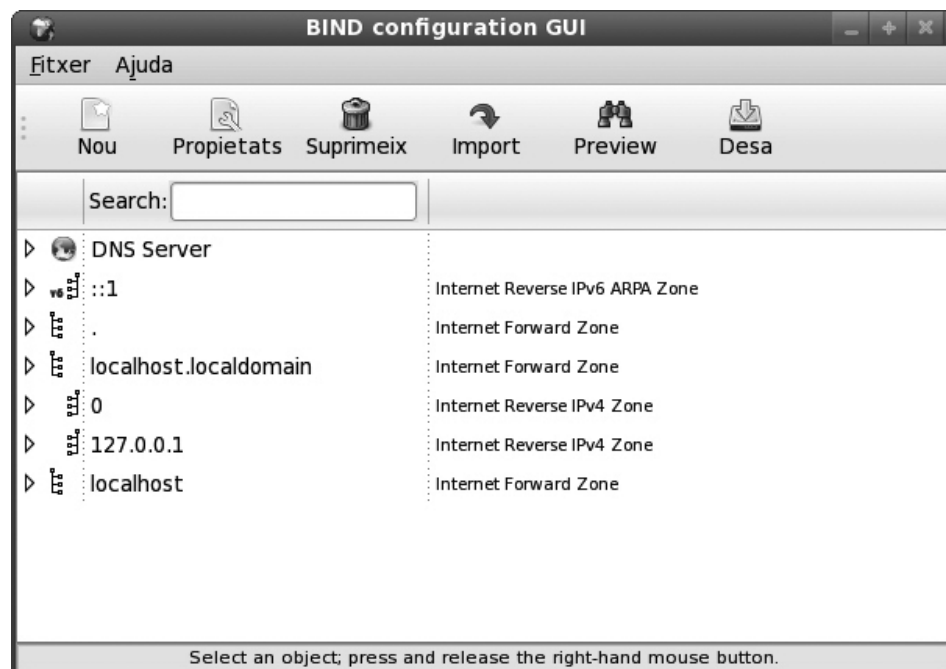 BIND configuration GUI
Fitxer Ajuda
Nou Propietats Suprimeix Import Preview Desa
Search:
DNS Server
v6 ::1 Internet Reverse IPv6 ARPA Zone
. Internet Forward Zone
localhost.localdomain Internet Forward Zone
0 Internet Reverse IPv4 Zone
127.0.0.1 Internet Reverse IPv4 Zone
localhost Internet Forward Zone
Select an object; press and release the right-hand mouse button.